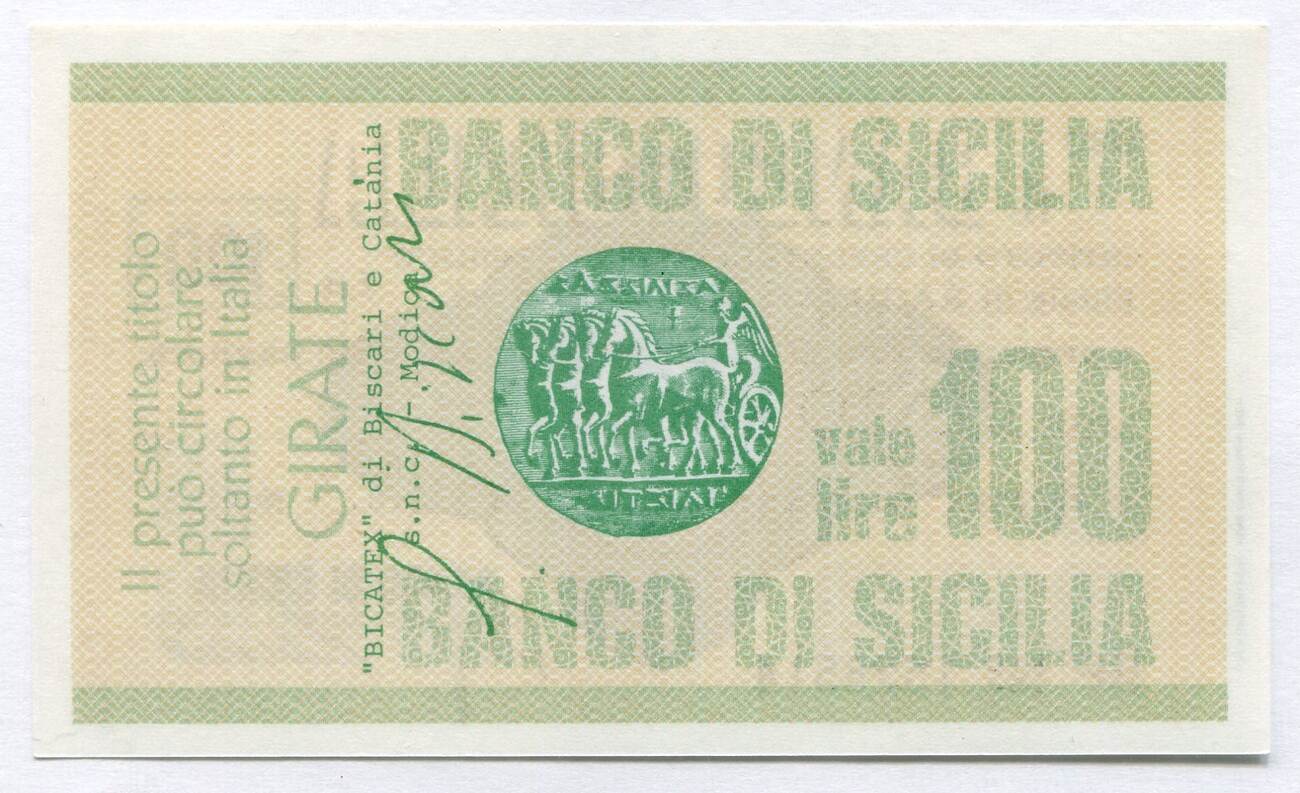 BANCO DI SICILIA
vale
lire
100
BANCO DI SICILIA
Il presente titolo
può circolare
soltanto in Italia
GIRATE
"BICATEX" di Biscari e Catania
s.n.c. - Modica